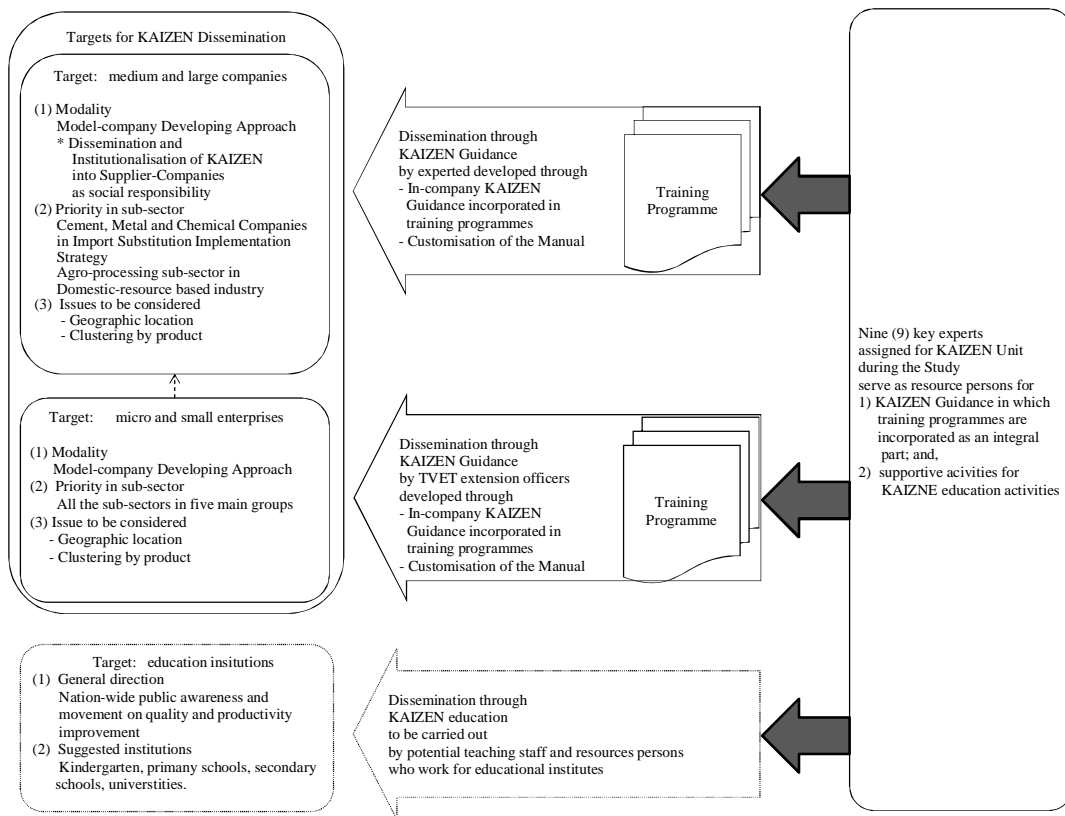 Targets for KAIZEN Dissemination
Target: medium and large companies
(1) Modality
Model-company Developing Approach
* Dissemination and
Institutionalisation of KAIZEN
into Supplier-Companies
as social responsibility
(2) Priority in sub-sector
Cement, Metal and Chemical Companies
in Import Substitution Implementation
Strategy
Agro-processing sub-sector in
Domestic-resource based industry
(3) Issues to be considered
- Geographic location
- Clustering by product
Dissemination through
KAIZEN Guidance
by experted developed through
- In-company KAIZEN
Guidance incorporated in
training programmes
- Customisation of the Manual
Training
Programme
Target: micro and small enterprises
(1) Modality
Model-company Developing Approach
(2) Priority in sub-sector
All the sub-sectors in five main groups
(3) Issue to be considered
- Geographic location
- Clustering by product
Dissemination through
KAIZEN Guidance
by TVET extension officers
developed through
- In-company KAIZEN
Guidance incorporated in
training programmes
- Customisation of the Manual
Training
Programme
Target: education insitutions
(1) General direction
Nation-wide public awareness and
movement on quality and productivity
improvement
(2) Suggested institutions
Kindergarten, primany schools, secondary
schools, universtities.
Dissemination through
KAIZEN education
to be carried out
by potential teaching staff and resources persons
who work for educational institutes
Nine (9) key experts
assigned for KAIZEN Unit
during the Study
serve as resource persons for
1) KAIZEN Guidance in which
training programmes are
incorporated as an integral
part; and,
2) supportive acivities for
KAIZNE education activities